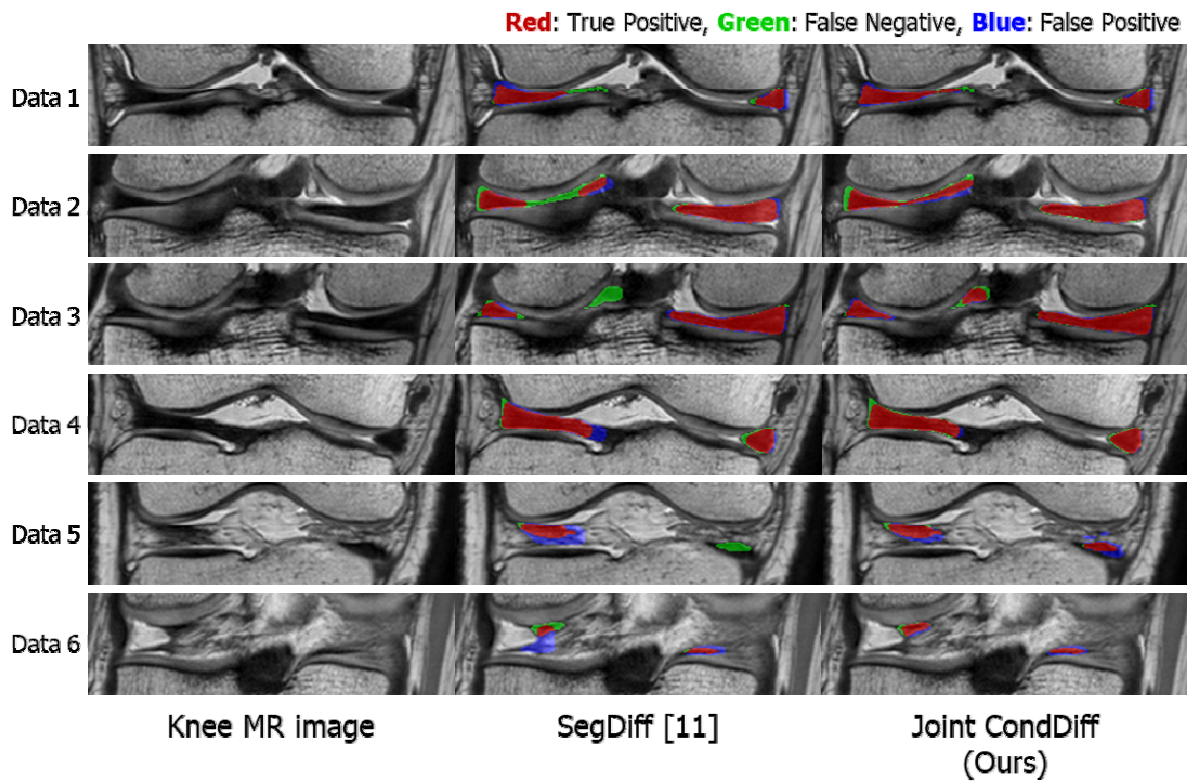 Red: True Positive, Green: False Negative, Blue: False Positive
Data 1
Data 2
Data 3
Data 4
Data 5
Data 6
Knee MR image
SegDiff [11]
Joint CondDiff
(Ours)